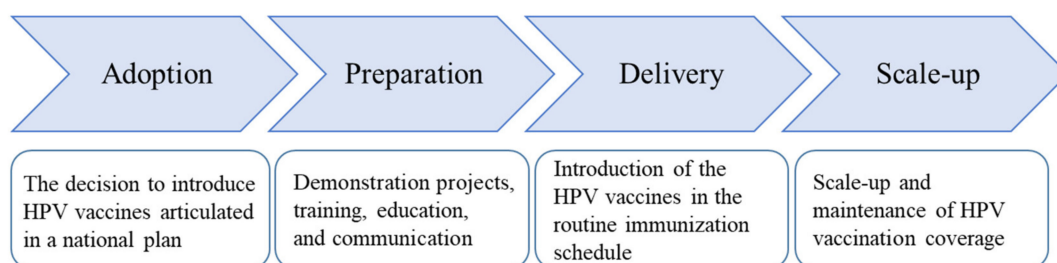 Adoption
Preparation
Delivery
Scale-up
The decision to introduce
HPV vaccines articulated
in a national plan
Demonstration projects,
training, education,
and communication
Introduction of the
HPV vaccines in the
routine immunization
schedule
Scale-up and
maintenance of HPV
vaccination coverage